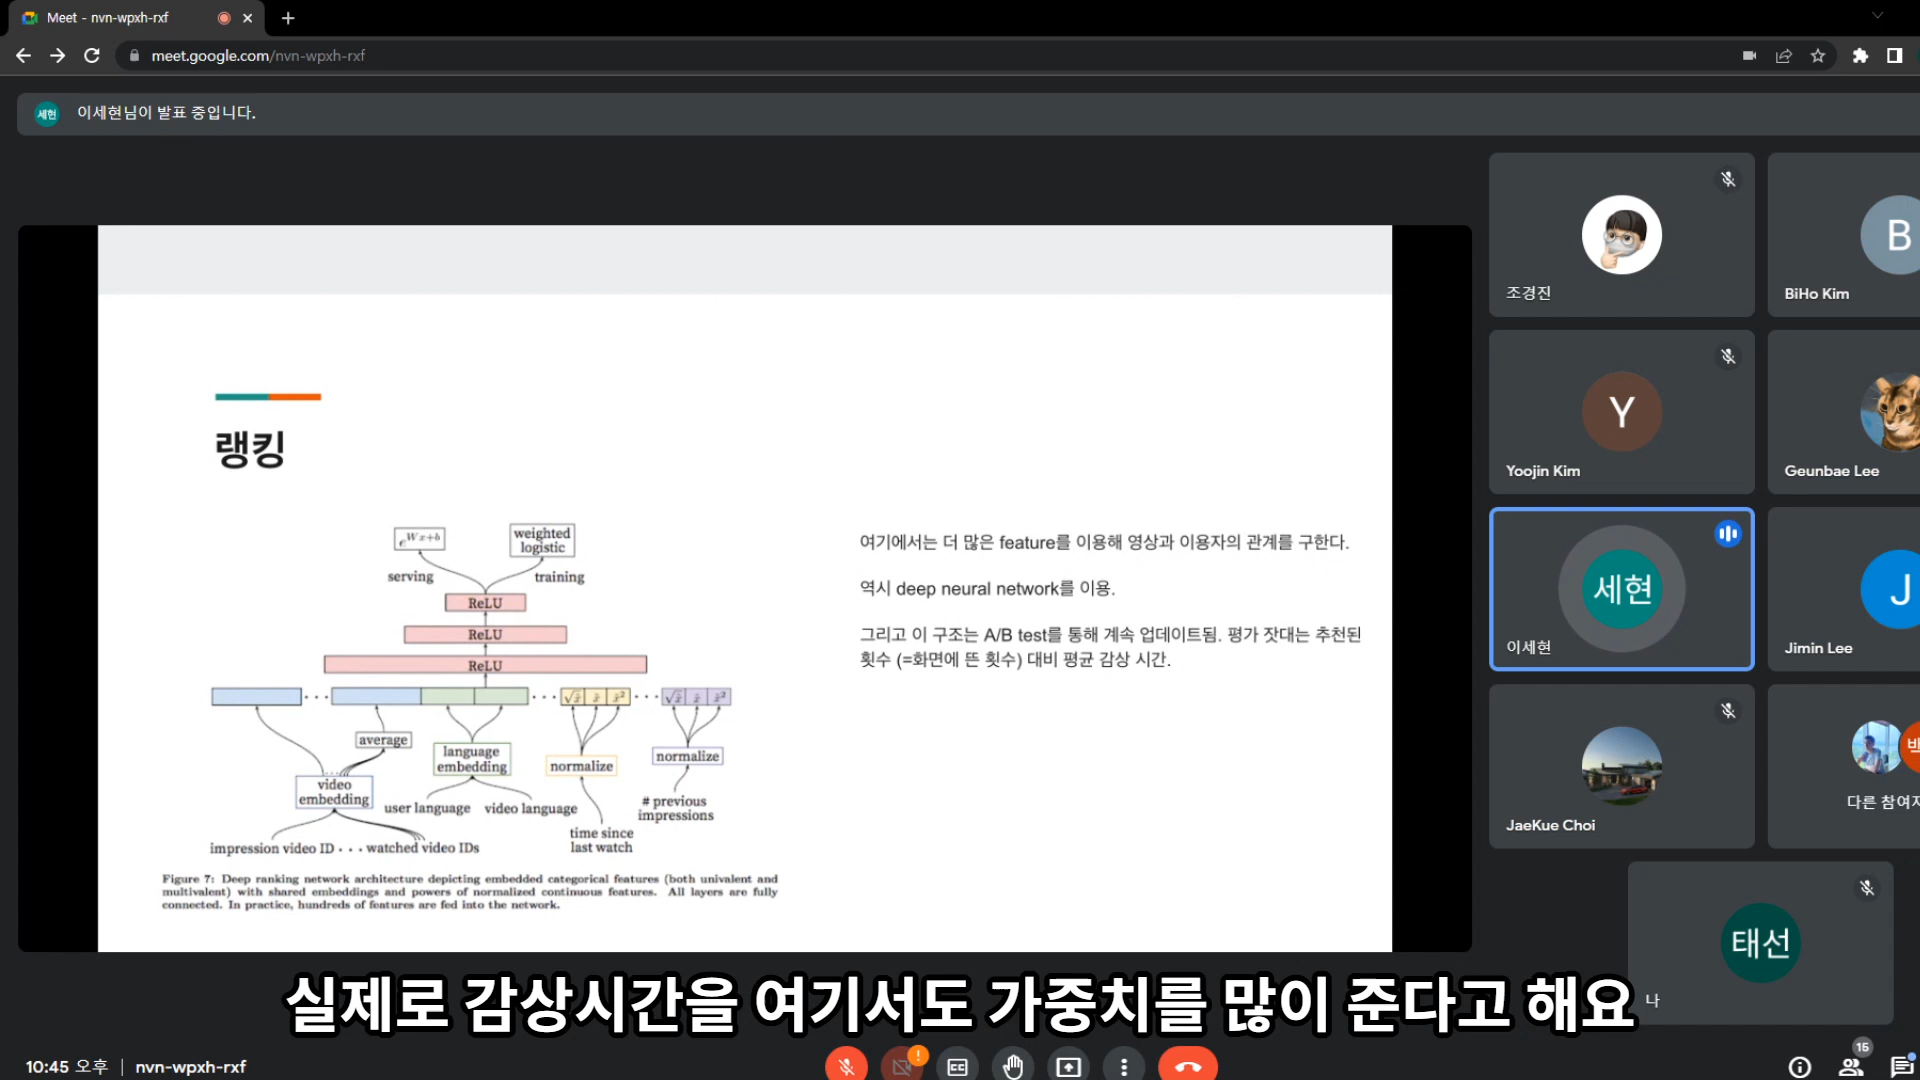 Meet - nvn-wpxh-rxf
meet.google.com/nvn-wpxh-rxf
세현 이세현님이 발표 중입니다.
랭킹
e^{Wx+b}
weighted
logistic
serving
training
ReLU
ReLU
ReLU
average
language
embedding
normalize
normalize
video
embedding
user language
video language
# previous
impressions
time since
last watch
impression video ID
watched video IDs
Figure 7: Deep ranking network architecture depicting embedded categorical features (both univalent and
multivalent) with shared embeddings and powers of normalized continuous features. All layers are fully
connected. In practice, hundreds of features are fed into the network.
여기에서는 더 많은 feature를 이용해 영상과 이용자의 관계를 구한다.
역시 deep neural network를 이용.
그리고 이 구조는 A/B test를 통해 계속 업데이트됨. 평가 잣대는 추천된
횟수 (=화면에 뜬 횟수) 대비 평균 감상 시간.
조경진
B
BiHo Kim
Y
Yoojin Kim
Geunbae Lee
세현
이세현
J
Jimin Lee
JaeKue Choi
다른 참여자
태선
나
실제로 감상시간을 여기서도 가중치를 많이 준다고 해요
10:45 오후 | nvn-wpxh-rxf
15